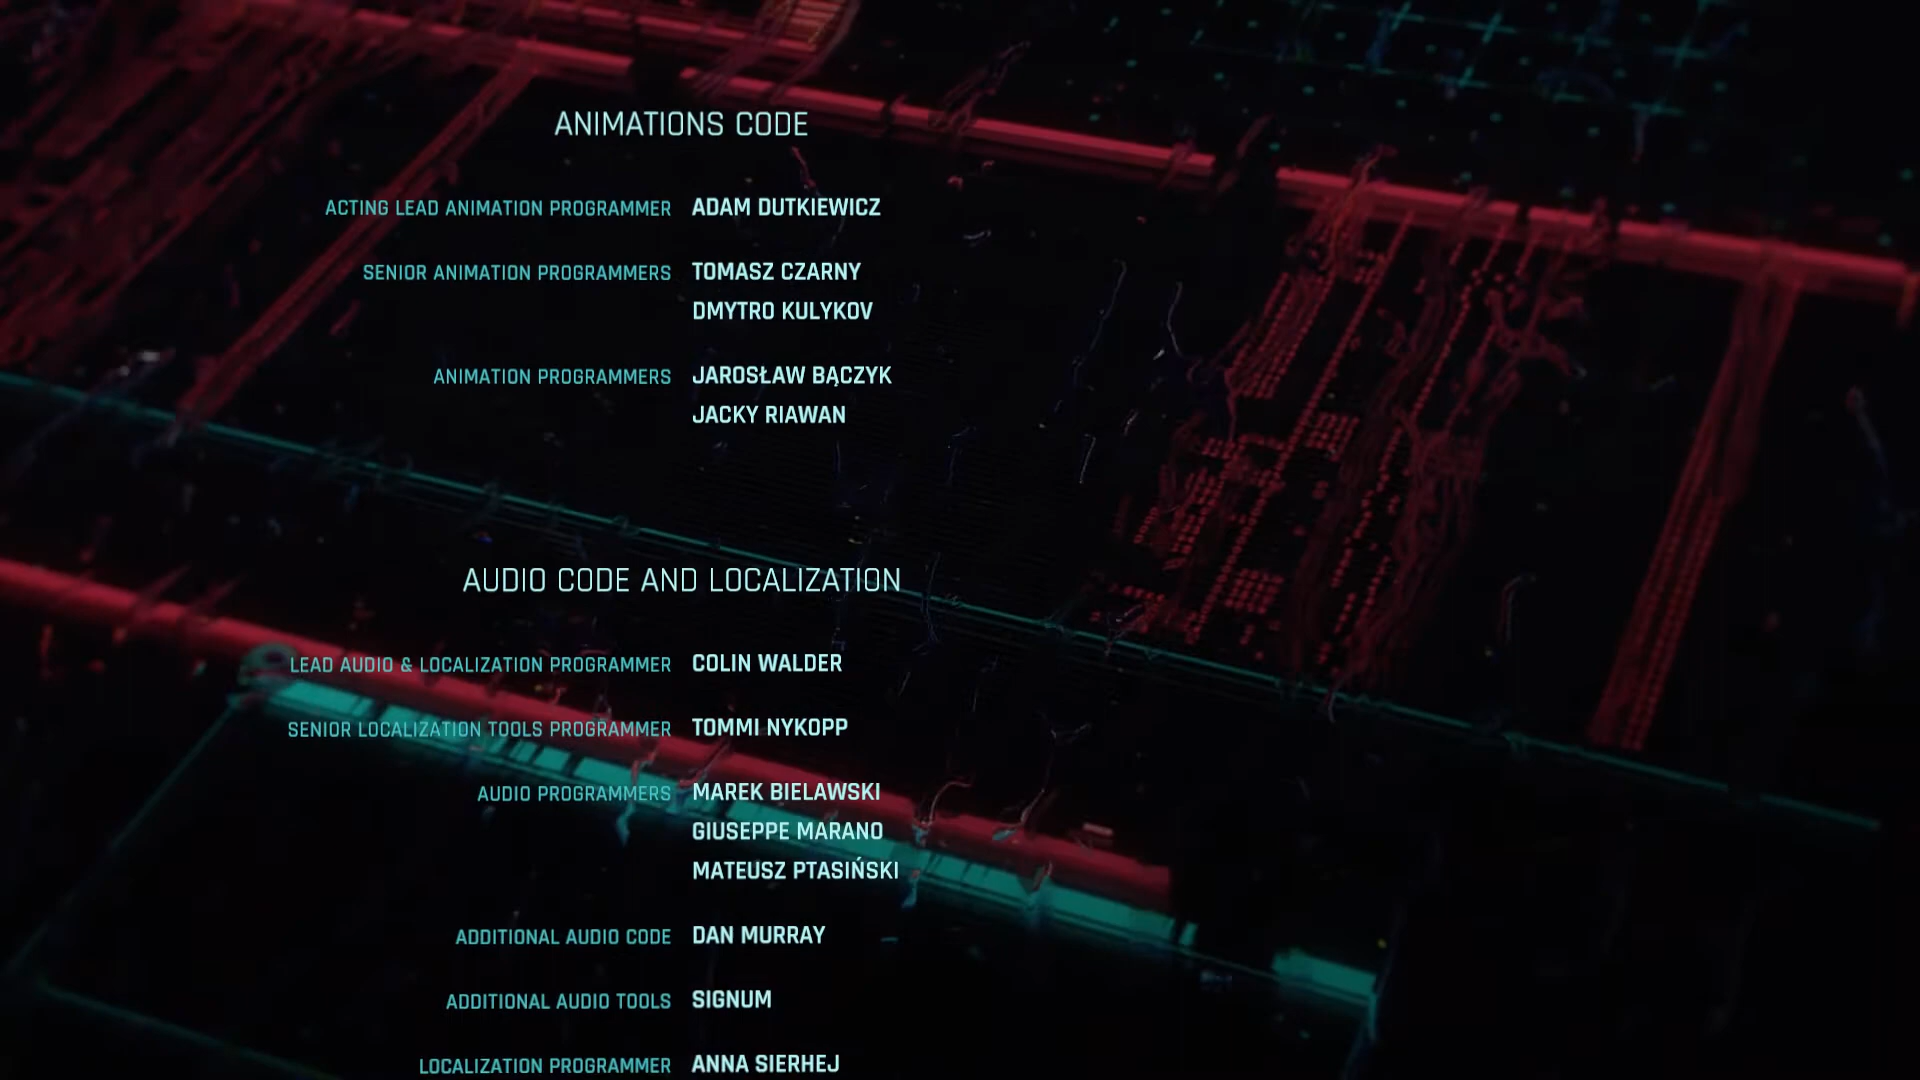 ANIMATIONS CODE
ACTING LEAD ANIMATION PROGRAMMER ADAM DUTKIEWICZ
SENIOR ANIMATION PROGRAMMERS TOMASZ CZARNY
DMYTRO KULYKOV
ANIMATION PROGRAMMERS JAROSŁAW BĄCZYK
JACKY RIAWAN
AUDIO CODE AND LOCALIZATION
LEAD AUDIO & LOCALIZATION PROGRAMMER COLIN WALDER
SENIOR LOCALIZATION TOOLS PROGRAMMER TOMMI NYKOPP
AUDIO PROGRAMMERS MAREK BIELAWSKI
GIUSEPPE MARANO
MATEUSZ PTASIŃSKI
ADDITIONAL AUDIO CODE DAN MURRAY
ADDITIONAL AUDIO TOOLS SIGNUM
LOCALIZATION PROGRAMMER ANNA SIERHEJ